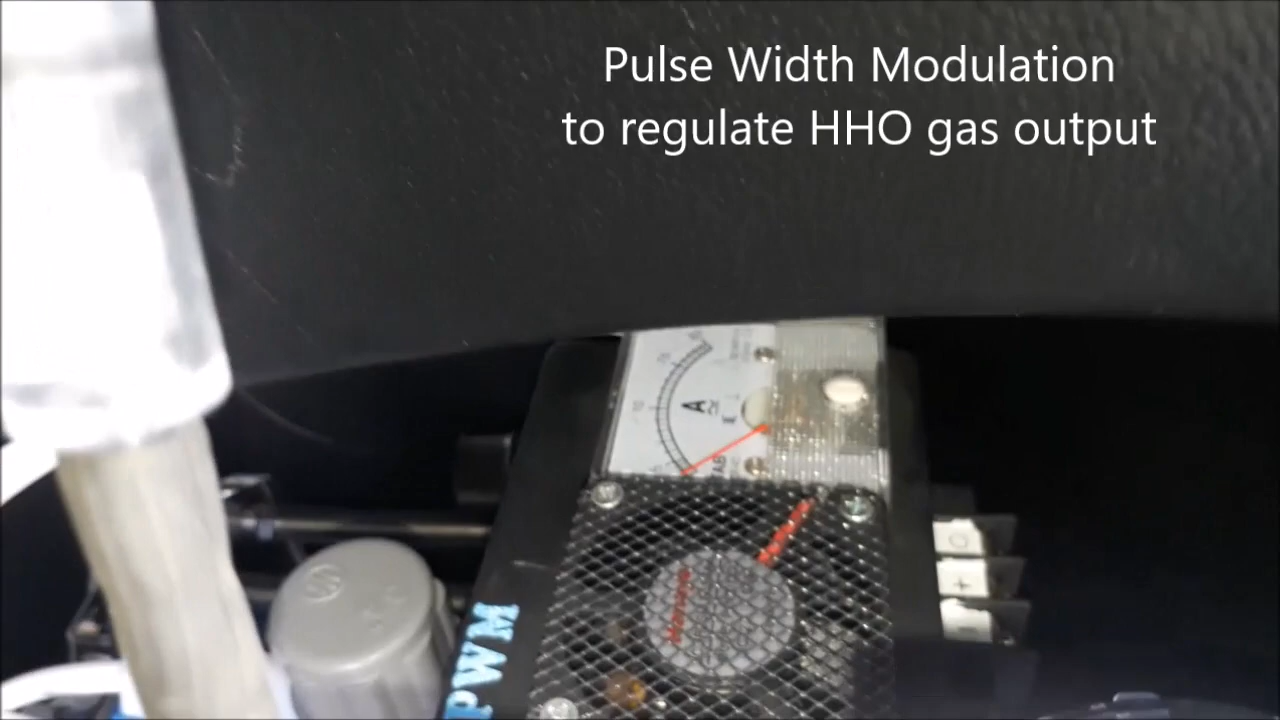 Pulse Width Modulation
to regulate HHO gas output
A
PWM